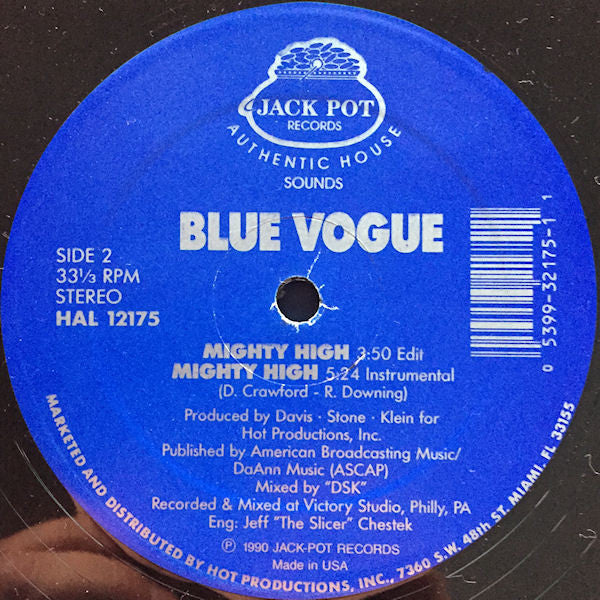 JACK POT
RECORDS
AUTHENTIC HOUSE
SOUNDS
BLUE VOGUE
SIDE 2
33⅓ RPM
STEREO
HAL 12175
0 5399-32175-1 1
MIGHTY HIGH 3:50 Edit
MIGHTY HIGH 5:24 Instrumental
(D. Crawford - R. Downing)
Produced by Davis · Stone · Klein for
Hot Productions, Inc.
Published by American Broadcasting Music/
DaAnn Music (ASCAP)
Mixed by "DSK"
Recorded & Mixed at Victory Studio, Philly, PA
Eng: Jeff "The Slicer" Chestek
℗ 1990 JACK-POT RECORDS
Made in USA
MARKETED AND DISTRIBUTED BY HOT PRODUCTIONS, INC., 7360 S.W. 48th ST. MIAMI, FL 33155